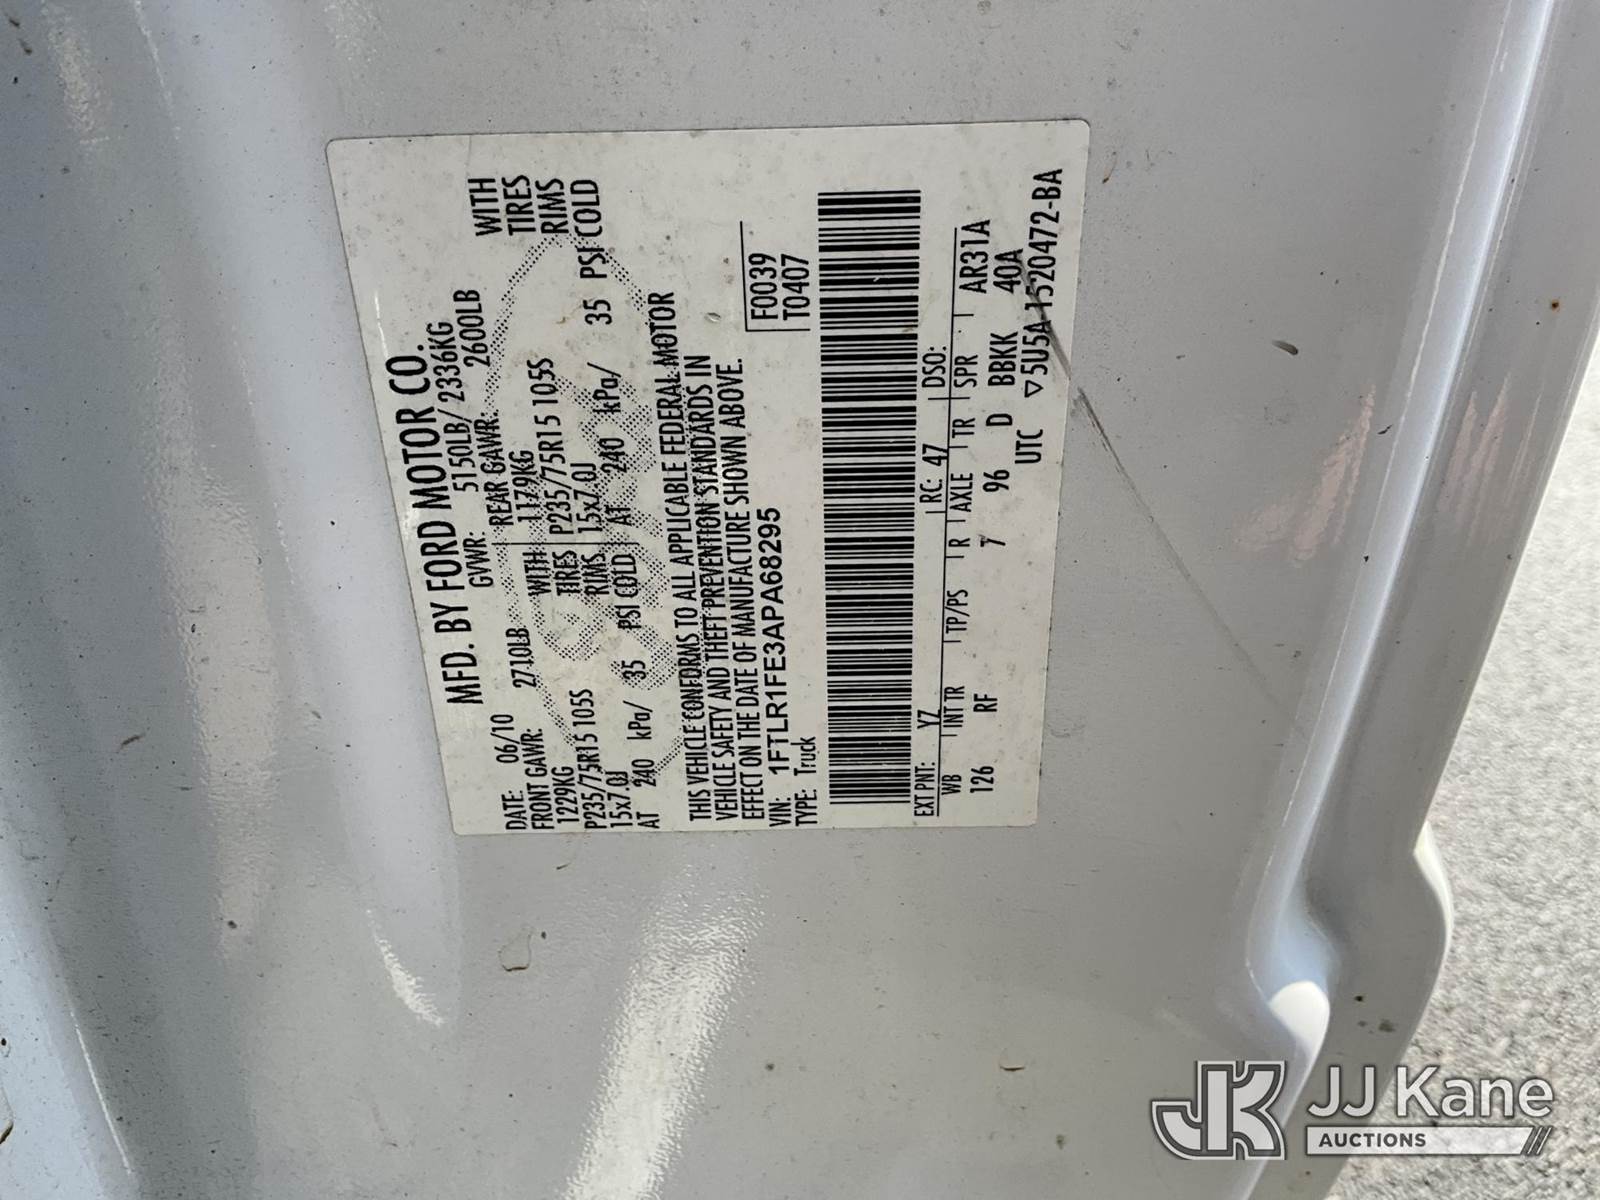 MFD. BY FORD MOTOR CO.
DATE: 06/10 GVWR: 5150LB/ 2336KG
FRONT GAWR: 2710LB REAR GAWR: 2600LB
1229KG WITH 1179KG WITH
P235/75R15 105S TIRES P235/75R15 105S TIRES
15x7.0J RIMS 15x7.0J RIMS
AT 240 kPa/ 35 PSI COLD AT 240 kPa/ 35 PSI COLD
THIS VEHICLE CONFORMS TO ALL APPLICABLE FEDERAL MOTOR
VEHICLE SAFETY AND THEFT PREVENTION STANDARDS IN
EFFECT ON THE DATE OF MANUFACTURE SHOWN ABOVE.
VIN: 1FTLR1FE3APA68295 F0039
TYPE: Truck T0407
EXT PNT: YZ RC: 47 DSO:
WB INT TR TP/PS R AXLE TR SPR AR31A
126 RF 7 96 D BBKK 40A
UTC ▽5U5A-1520472-BA
JK JJ Kane
AUCTIONS